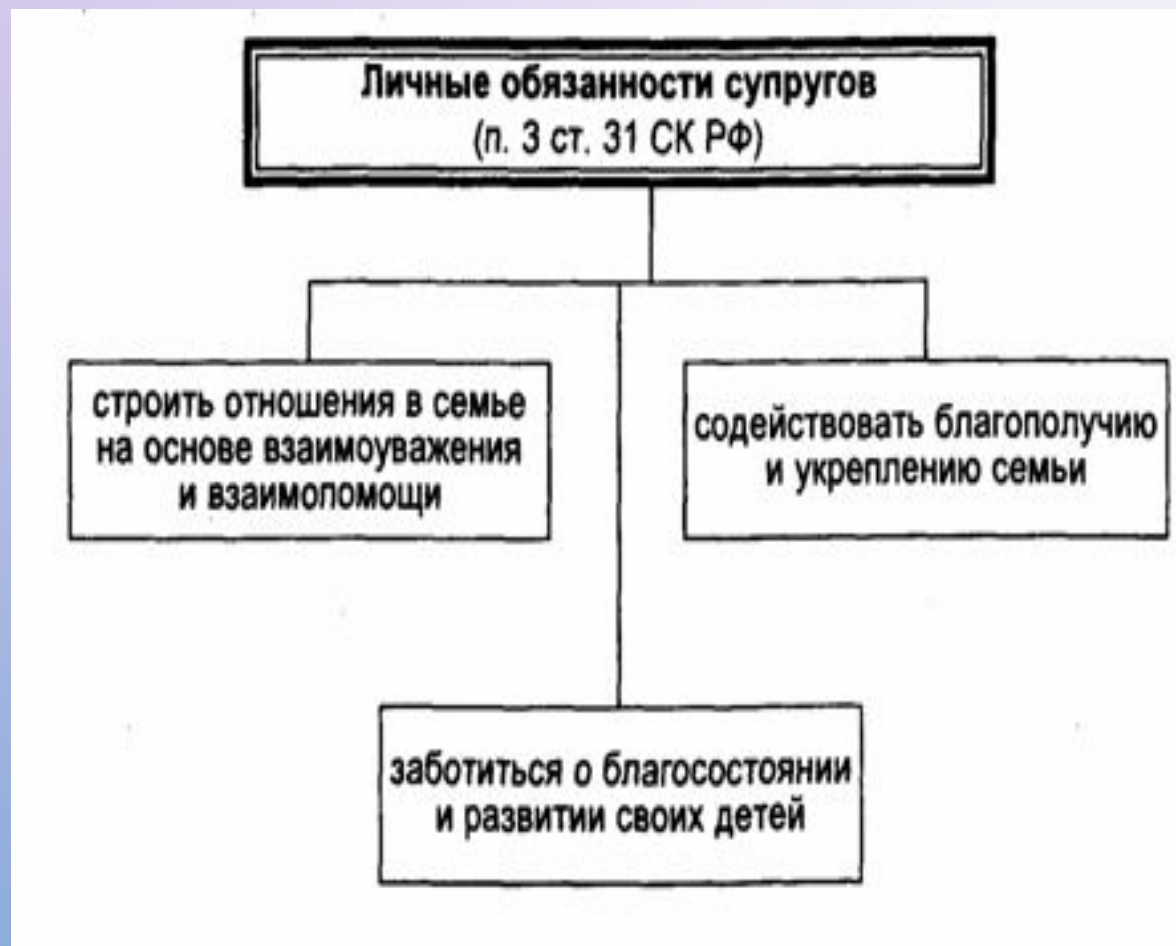 Личные обязанности супругов
(п. 3 ст. 31 СК РФ)
строить отношения в семье
на основе взаимоуважения
и взаимопомощи
содействовать благополучию
и укреплению семьи
заботиться о благосостоянии
и развитии своих детей